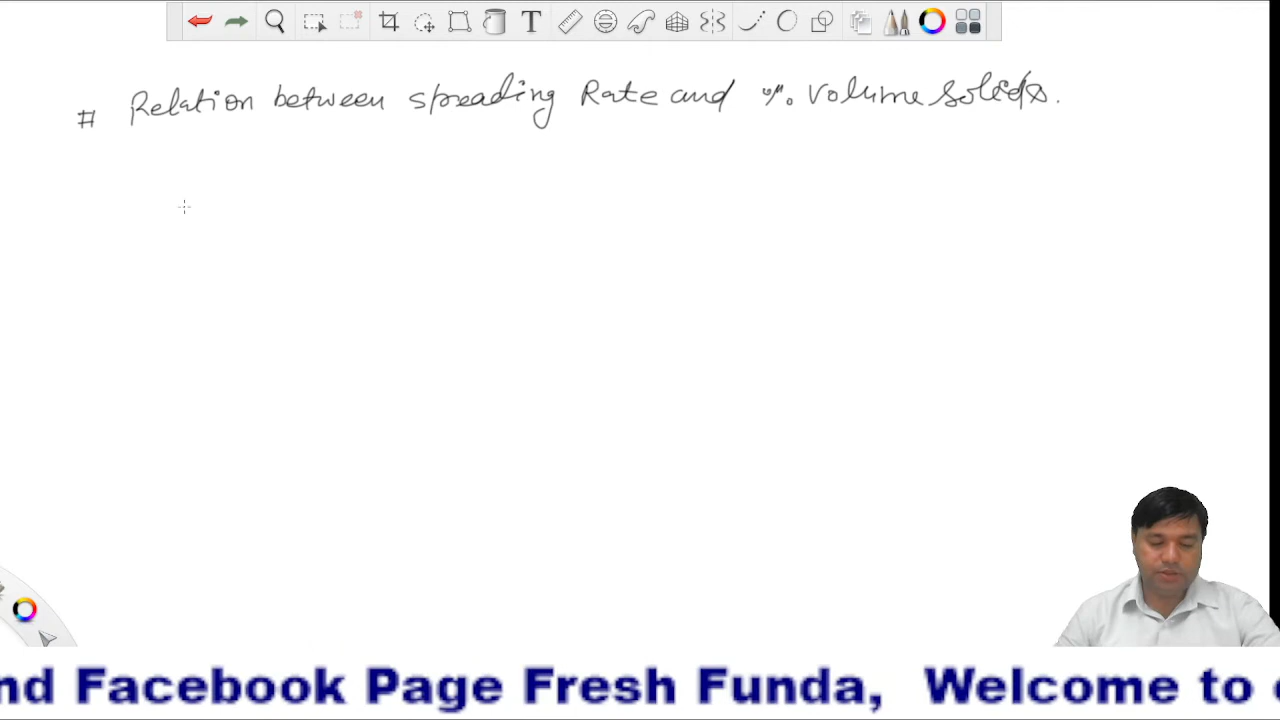 # Relation between spreading Rate and % volume solids.
nd Facebook Page Fresh Funda, Welcome to